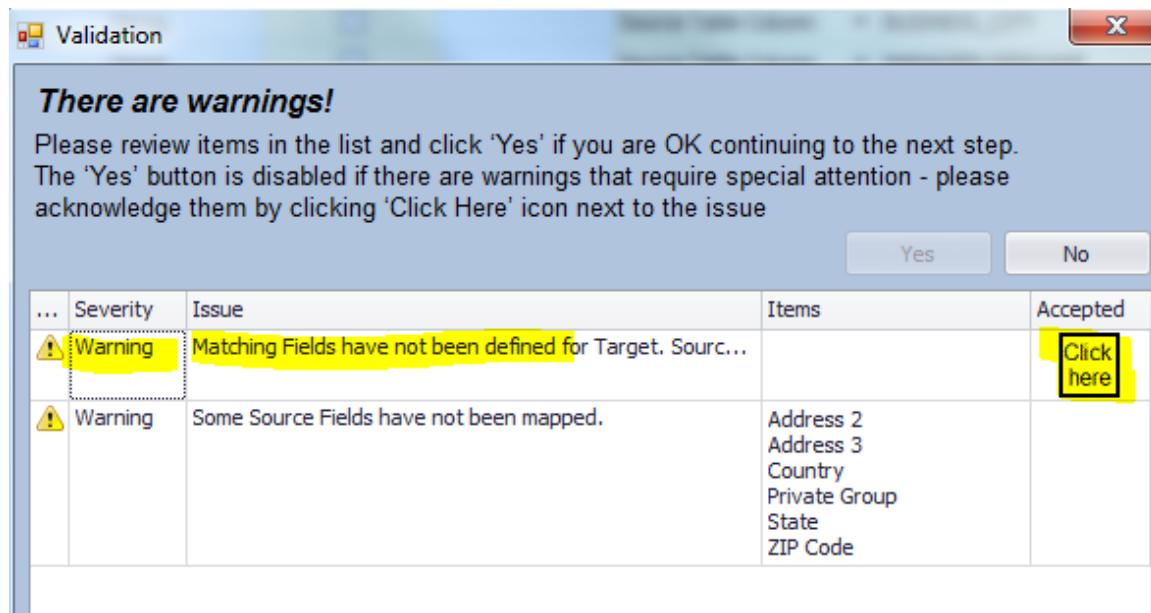 Validation
There are warnings!
Please review items in the list and click ‘Yes’ if you are OK continuing to the next step.
The ‘Yes’ button is disabled if there are warnings that require special attention - please
acknowledge them by clicking ‘Click Here’ icon next to the issue
Yes No
... Severity Issue Items Accepted
Warning Matching Fields have not been defined for Target. Sourc... Click
here
Warning Some Source Fields have not been mapped. Address 2
Address 3
Country
Private Group
State
ZIP Code